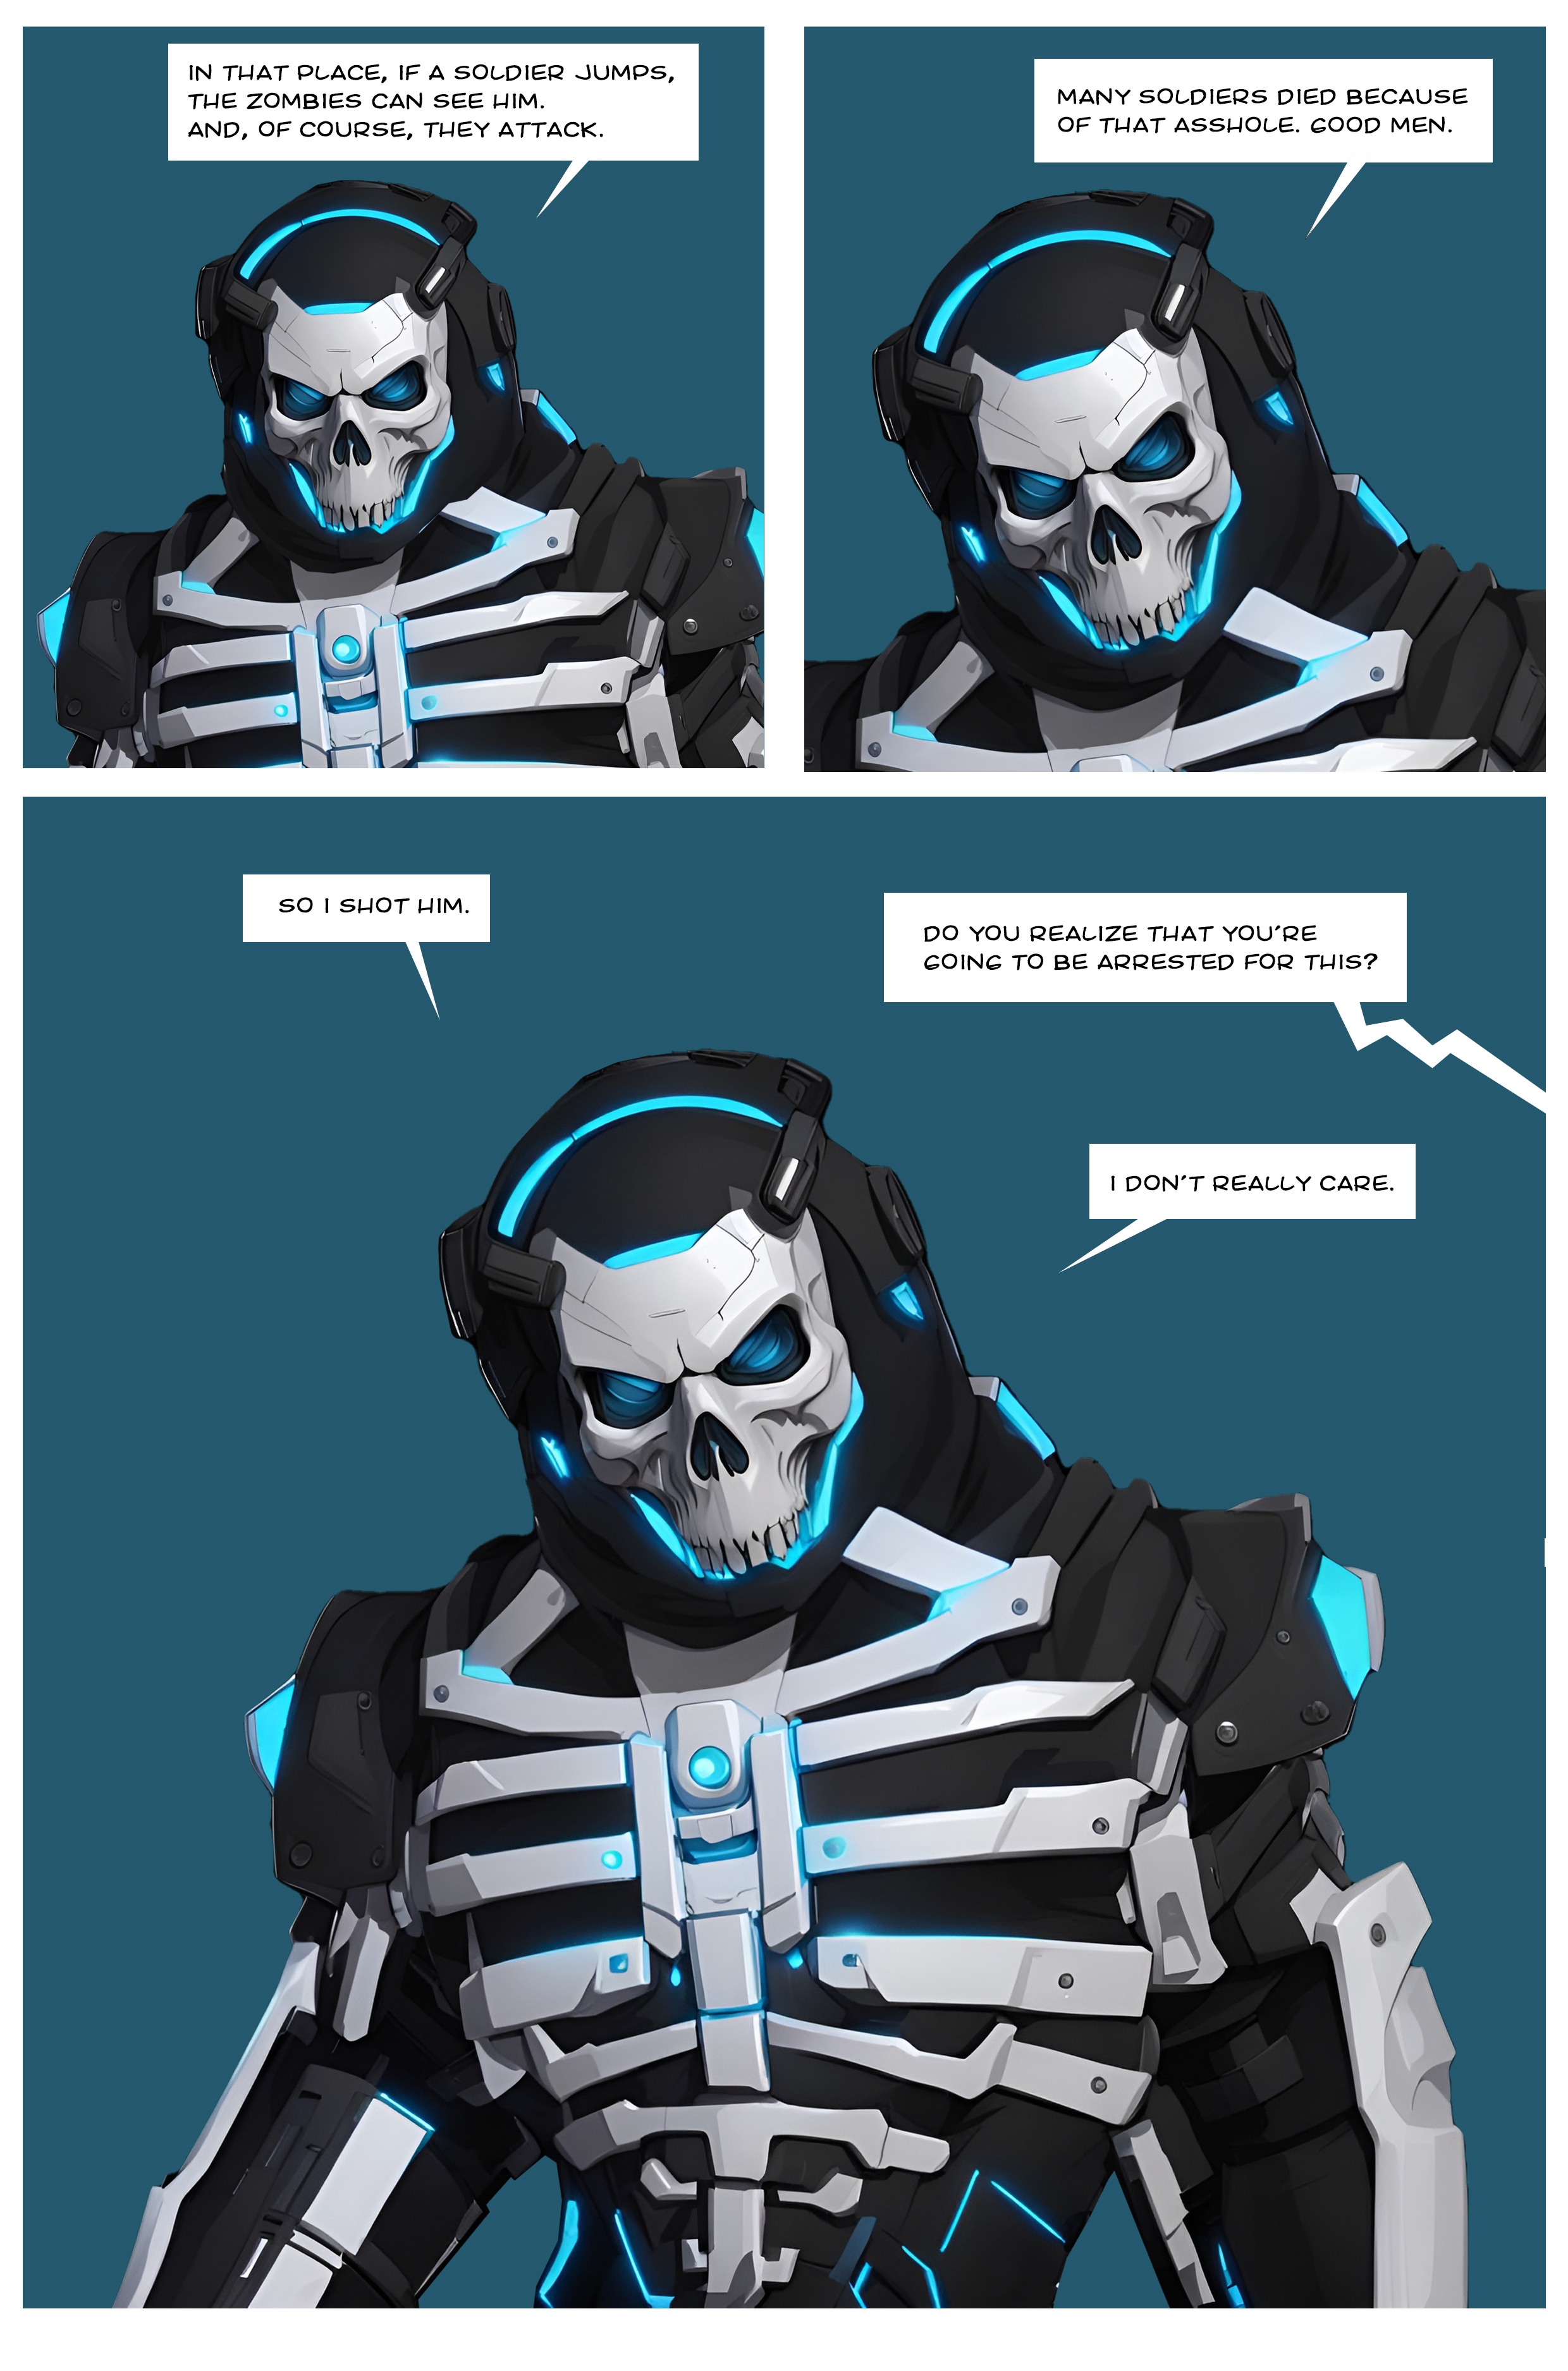 IN THAT PLACE, IF A SOLDIER JUMPS,
THE ZOMBIES CAN SEE HIM.
AND, OF COURSE, THEY ATTACK.
MANY SOLDIERS DIED BECAUSE
OF THAT ASSHOLE. GOOD MEN.
SO I SHOT HIM.
DO YOU REALIZE THAT YOU'RE
GOING TO BE ARRESTED FOR THIS?
I DON'T REALLY CARE.